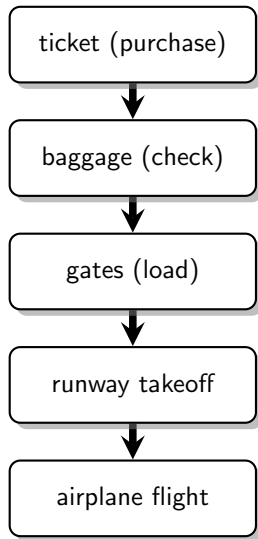 ticket (purchase)
baggage (check)
gates (load)
runway takeoff
airplane flight